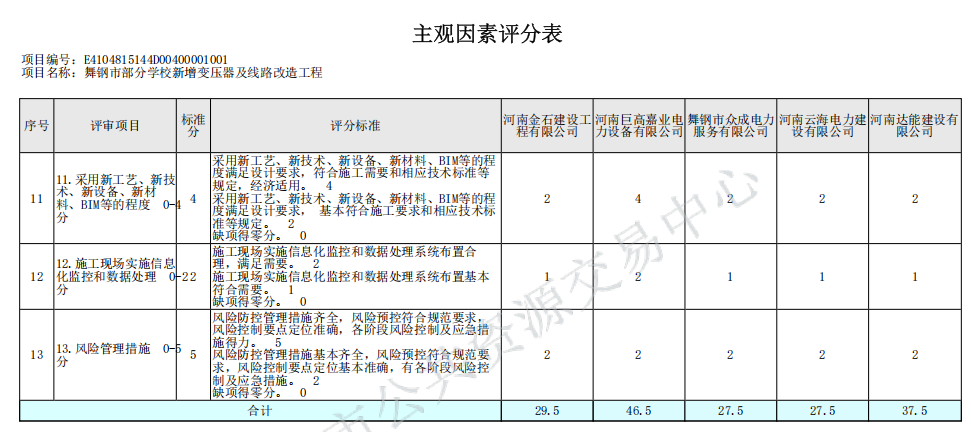 主观因素评分表
项目编号: E4104815144D00400001001
项目名称: 舞钢市部分学校新增变压器及线路改造工程
序号 评审项目 标准分 评分标准 河南金石建设工程有限公司 河南巨高嘉业电力设备有限公司 舞钢市众成电力服务有限公司 河南云海电力建设有限公司 河南达能建设有限公司
11
11.采用新工艺、新技
术、新设备、新材
料、BIM等的程度 0-4
分
4
采用新工艺、新技术、新设备、新材料、BIM等的程
度满足设计要求，符合施工需要和相应技术标准等
规定，经济适用。 4
采用新工艺、新技术、新设备、新材料、BIM等的程
度满足设计要求， 基本符合施工要求和相应技术标
准等规定。 2
缺项得零分。 0
2 4 2 2 2
12
12.施工现场实施信息
化监控和数据处理 0-2
分
2
施工现场实施信息化监控和数据处理系统布置合
理，满足需要。 2
施工现场实施信息化监控和数据处理系统布置基本
符合需要。 1
缺项得零分。 0
1 2 1 1 1
13
13.风险管理措施 0-5
分
5
风险防控管理措施齐全，风险预控符合规范要求，
风险控制要点定位准确，各阶段风险控制及应急措
施得力。 5
风险防控管理措施基本齐全，风险预控符合规范要
求，风险控制要点定位基本准确，有各阶段风险控
制及应急措施。 2
缺项得零分。 0
2 2 2 2 2
合计 29.5 46.5 27.5 27.5 37.5
市公共资源交易中心